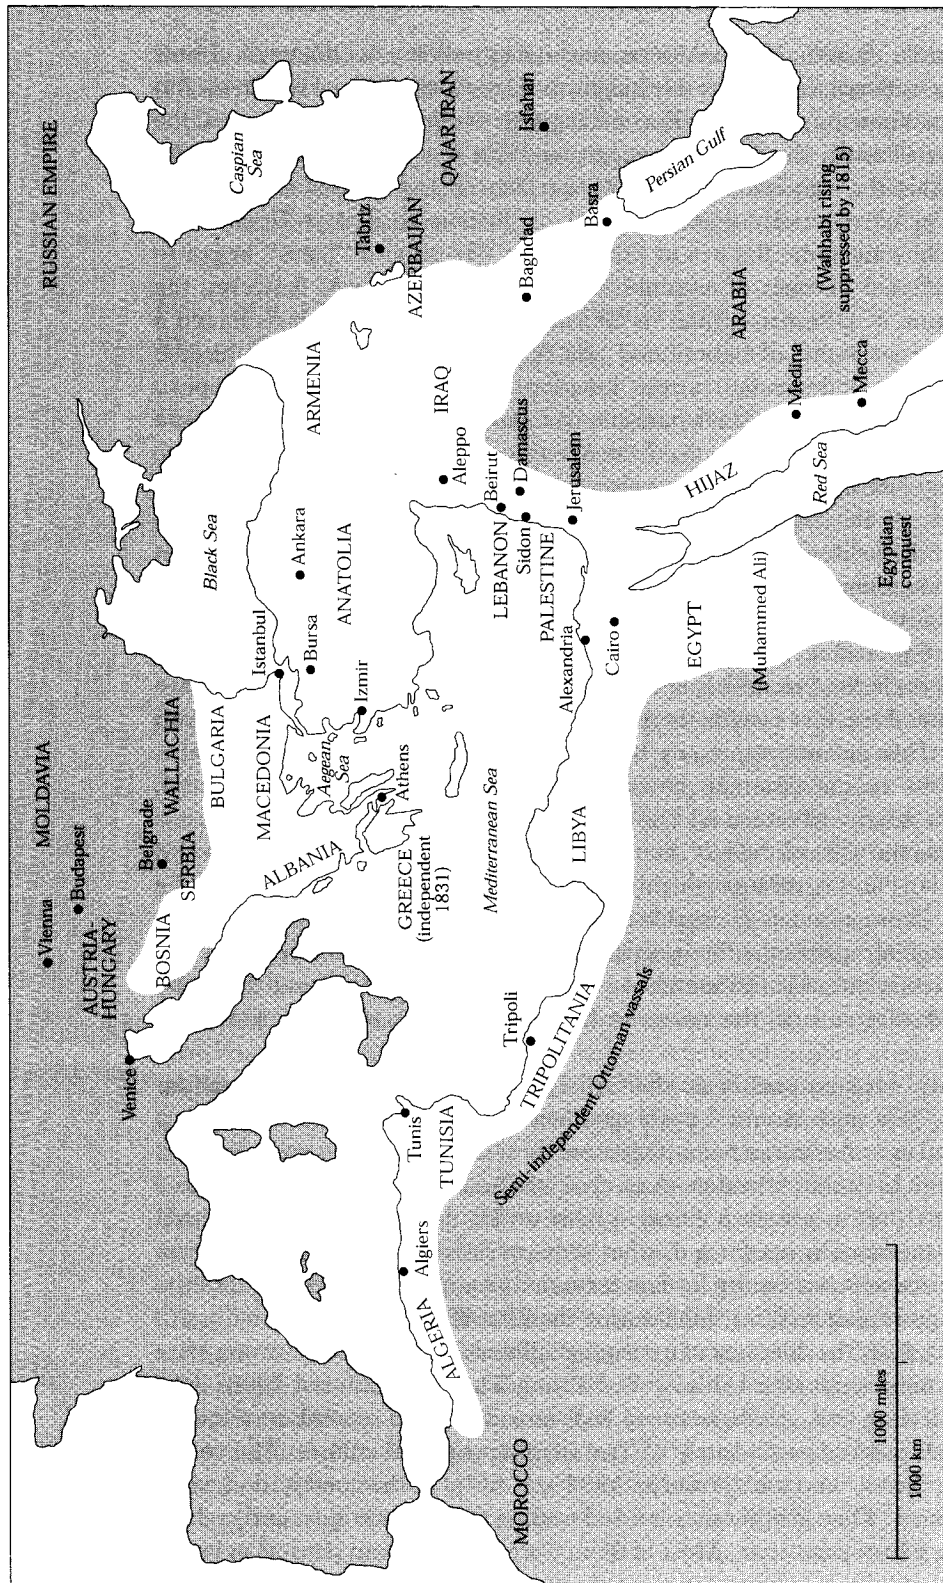 RUSSIAN EMPIRE
MOLDAVIA
Vienna
Budapest
AUSTRIA
HUNGARY
Venice
Belgrade
WALLACHIA
SERBIA
BOSNIA
BULGARIA
MACEDONIA
ALBANIA
Black Sea
Caspian
Sea
Istanbul
Bursa
Ankara
ANATOLIA
ARMENIA
Tabriz
AZERBAIJAN
QAJAR IRAN
Isfahan
Aegean
Sea
Izmir
Athens
GREECE
(independent
1831)
Mediterranean Sea
Aleppo
IRAQ
Baghdad
Basra
Persian Gulf
Beirut
Damascus
LEBANON
Sidon
PALESTINE
Jerusalem
Alexandria
Cairo
EGYPT
(Muhammed Ali)
Egyptian
conquest
HIJAZ
Red Sea
Medina
Mecca
ARABIA
(Wahhabi rising
suppressed by 1815)
LIBYA
Tripoli
TRIPOLITANIA
Tunis
TUNISIA
Algiers
ALGERIA
MOROCCO
Semi-independent Ottoman vassals
1000 miles
1000 km